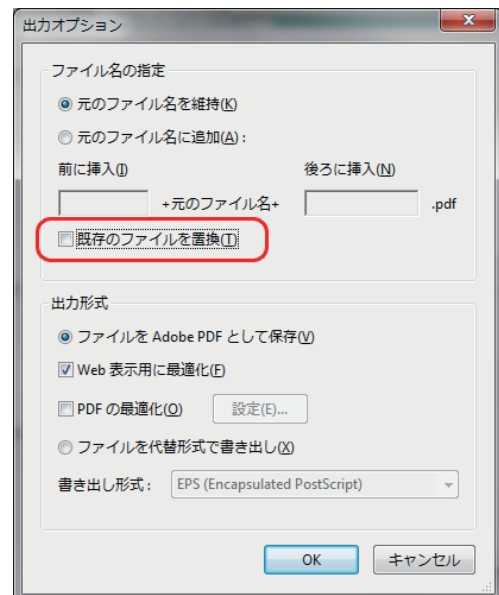 出力オプション
ファイル名の指定
元のファイル名を維持(K)
元のファイル名に追加(A):
前に挿入(I) 後ろに挿入(N)
+元のファイル名+ .pdf
既存のファイルを置換(T)
出力形式
ファイルを Adobe PDF として保存(V)
Web 表示用に最適化(F)
PDF の最適化(O) 設定(E)...
ファイルを代替形式で書き出し(X)
書き出し形式: EPS (Encapsulated PostScript)
OK キャンセル